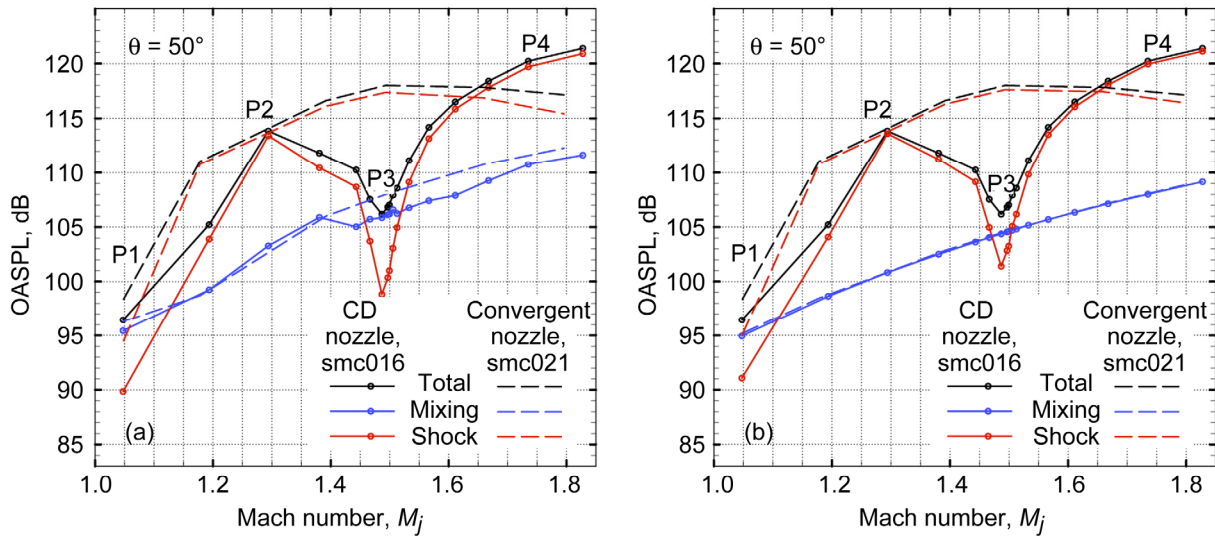 θ = 50°
P1
P2
P3
P4
120
115
110
105
100
95
90
85
OASPL, dB
CD nozzle, smc016
Convergent nozzle, smc021
Total
Mixing
Shock
(a)
1.0
1.2
1.4
1.6
1.8
Mach number, Mj
θ = 50°
P1
P2
P3
P4
120
115
110
105
100
95
90
85
OASPL, dB
CD nozzle, smc016
Convergent nozzle, smc021
Total
Mixing
Shock
(b)
1.0
1.2
1.4
1.6
1.8
Mach number, Mj